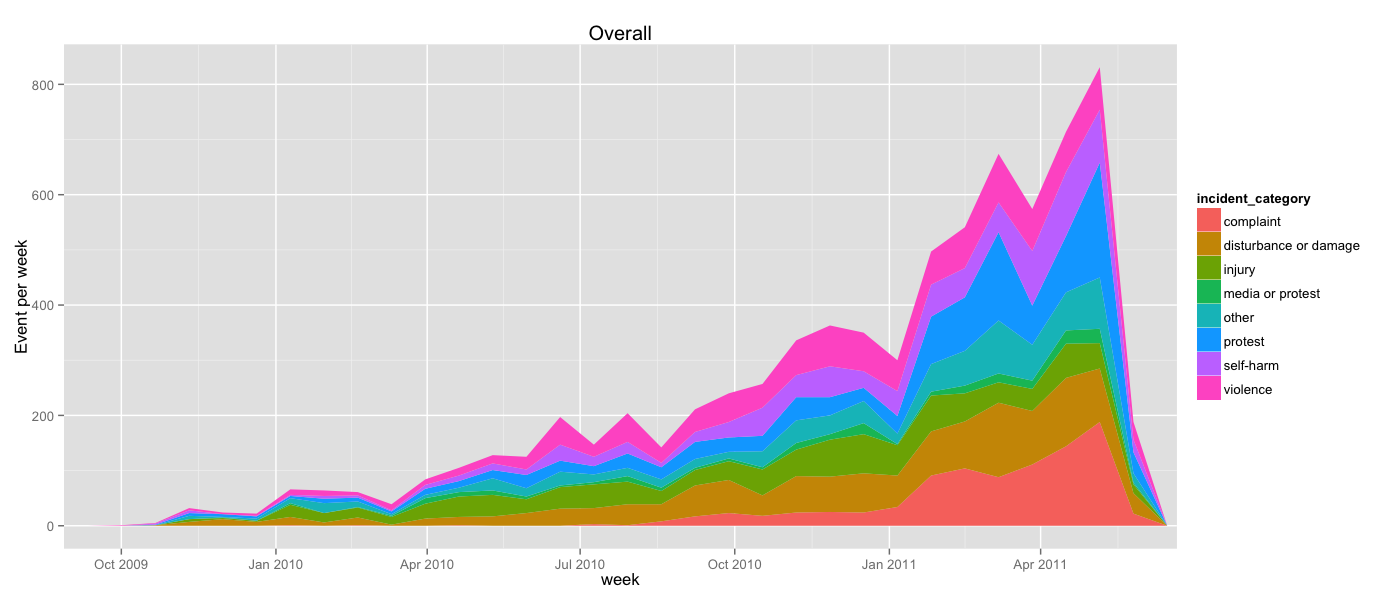 Overall
Event per week
800
600
400
200
0
Oct 2009
Jan 2010
Apr 2010
Jul 2010
Oct 2010
Jan 2011
Apr 2011
week
incident_category
complaint
disturbance or damage
injury
media or protest
other
protest
self-harm
violence